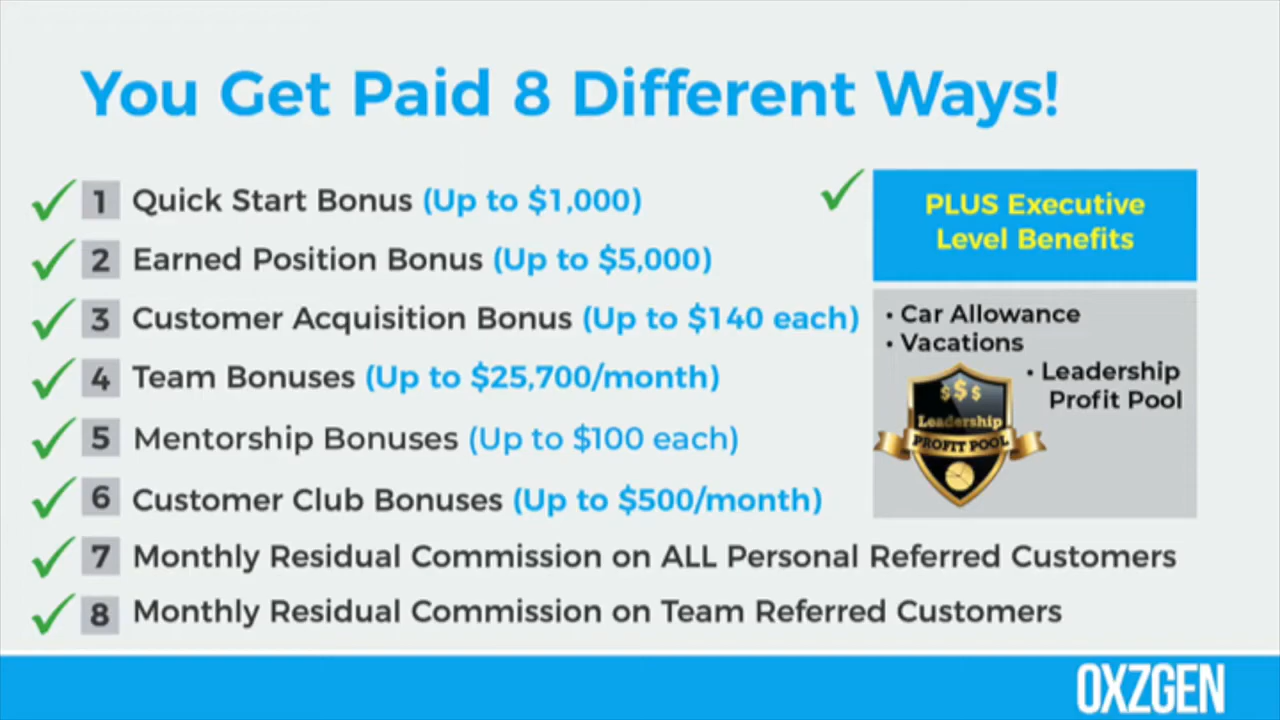 You Get Paid 8 Different Ways!
1 Quick Start Bonus (Up to $1,000)
2 Earned Position Bonus (Up to $5,000)
3 Customer Acquisition Bonus (Up to $140 each)
4 Team Bonuses (Up to $25,700/month)
5 Mentorship Bonuses (Up to $100 each)
6 Customer Club Bonuses (Up to $500/month)
7 Monthly Residual Commission on ALL Personal Referred Customers
8 Monthly Residual Commission on Team Referred Customers
PLUS Executive
Level Benefits
• Car Allowance
• Vacations
• Leadership
Profit Pool
$$$
Leadership
PROFIT POOL
OXZGEN